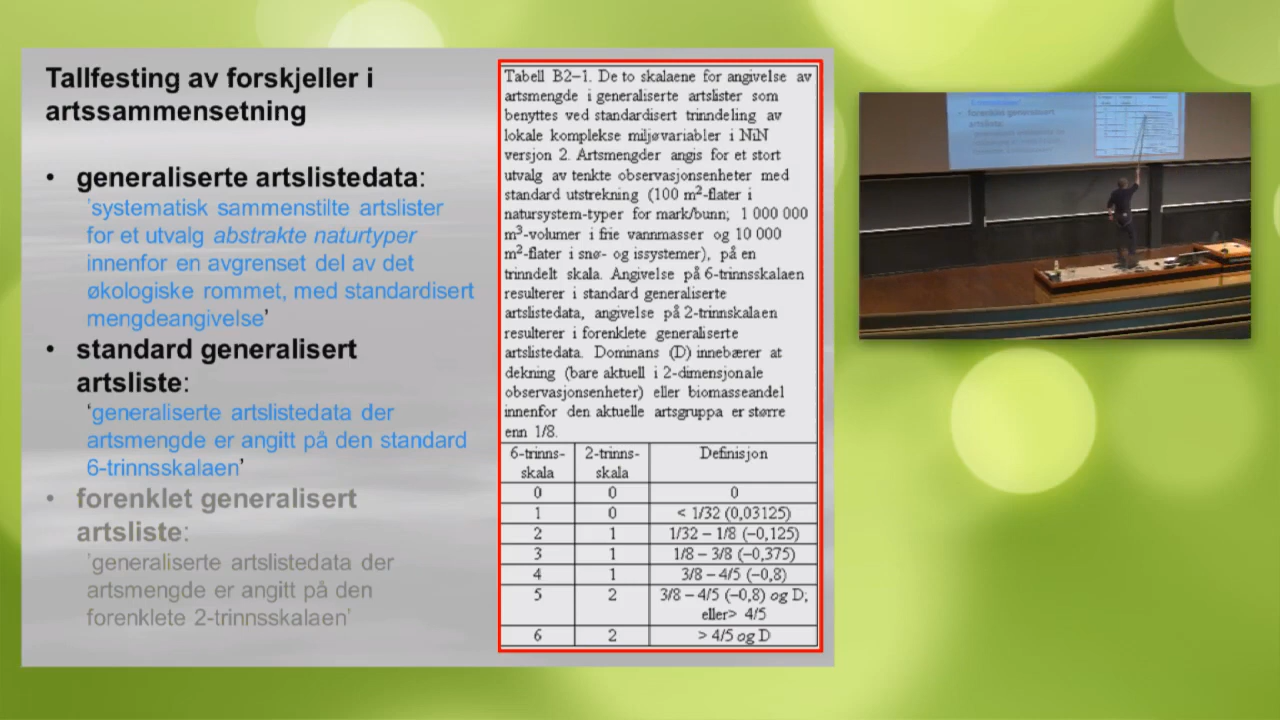 Tallfesting av forskjeller i
artssammensetning
• generaliserte artslistedata:
'systematisk sammenstilte artslister
for et utvalg abstrakte naturtyper
innenfor en avgrenset del av det
økologiske rommet, med standardisert
mengdeangivelse'
• standard generalisert
artsliste:
'generaliserte artslistedata der
artsmengde er angitt på den standard
6-trinnsskalaen'
• forenklet generalisert
artsliste:
'generaliserte artslistedata der
artsmengde er angitt på den
forenklete 2-trinnsskalaen'
Tabell B2–1. De to skalaene for angivelse av
artsmengde i generaliserte artslister som
benyttes ved standardisert trinndeling av
lokale komplekse miljøvariabler i NiN
versjon 2. Artsmengder angis for et stort
utvalg av tenkte observasjonsenheter med
standard utstrekning (100 m²-flater i
natursystem-typer for mark/bunn; 1 000 000
m³-volumer i frie vannmasser og 10 000
m²-flater i snø- og issystemer), på en
trinndelt skala. Angivelse på 6-trinnsskalaen
resulterer i standard generaliserte
artslistedata, angivelse på 2-trinnskalaen
resulterer i forenklete generaliserte
artslistedata. Dominans (D) innebærer at
dekning (bare aktuell i 2-dimensjonale
observasjonsenheter) eller biomasseandel
innenfor den aktuelle artsgruppa er større
enn 1/8.
6-trinns- 2-trinns- Definisjon
skala skala
0 0 0
1 0 < 1/32 (0,03125)
2 1 1/32 – 1/8 (–0,125)
3 1 1/8 – 3/8 (–0,375)
4 1 3/8 – 4/5 (–0,8)
5 2 3/8 – 4/5 (–0,8) og D;
eller> 4/5
6 2 > 4/5 og D